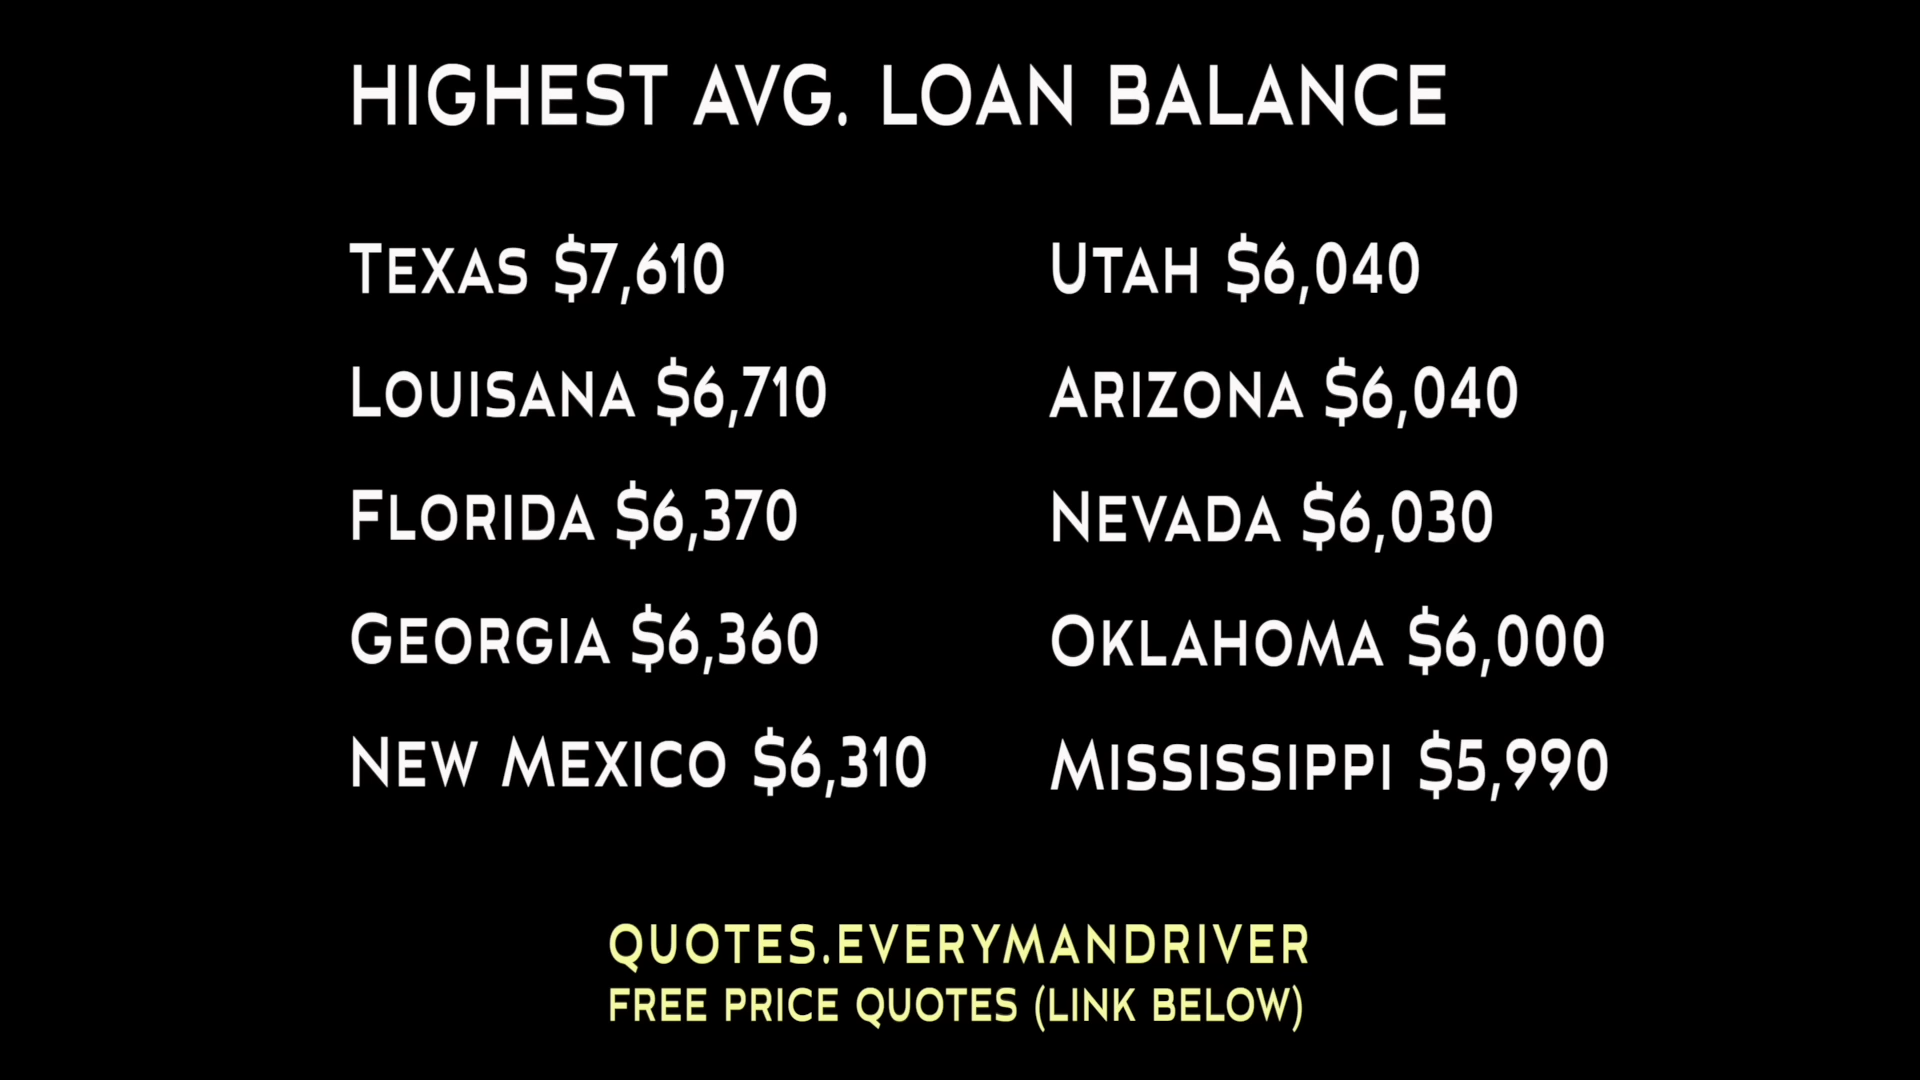 HIGHEST AVG. LOAN BALANCE
TEXAS $7,610
LOUISANA $6,710
FLORIDA $6,370
GEORGIA $6,360
NEW MEXICO $6,310
UTAH $6,040
ARIZONA $6,040
NEVADA $6,030
OKLAHOMA $6,000
MISSISSIPPI $5,990
QUOTES.EVERYMANDRIVER
FREE PRICE QUOTES (LINK BELOW)